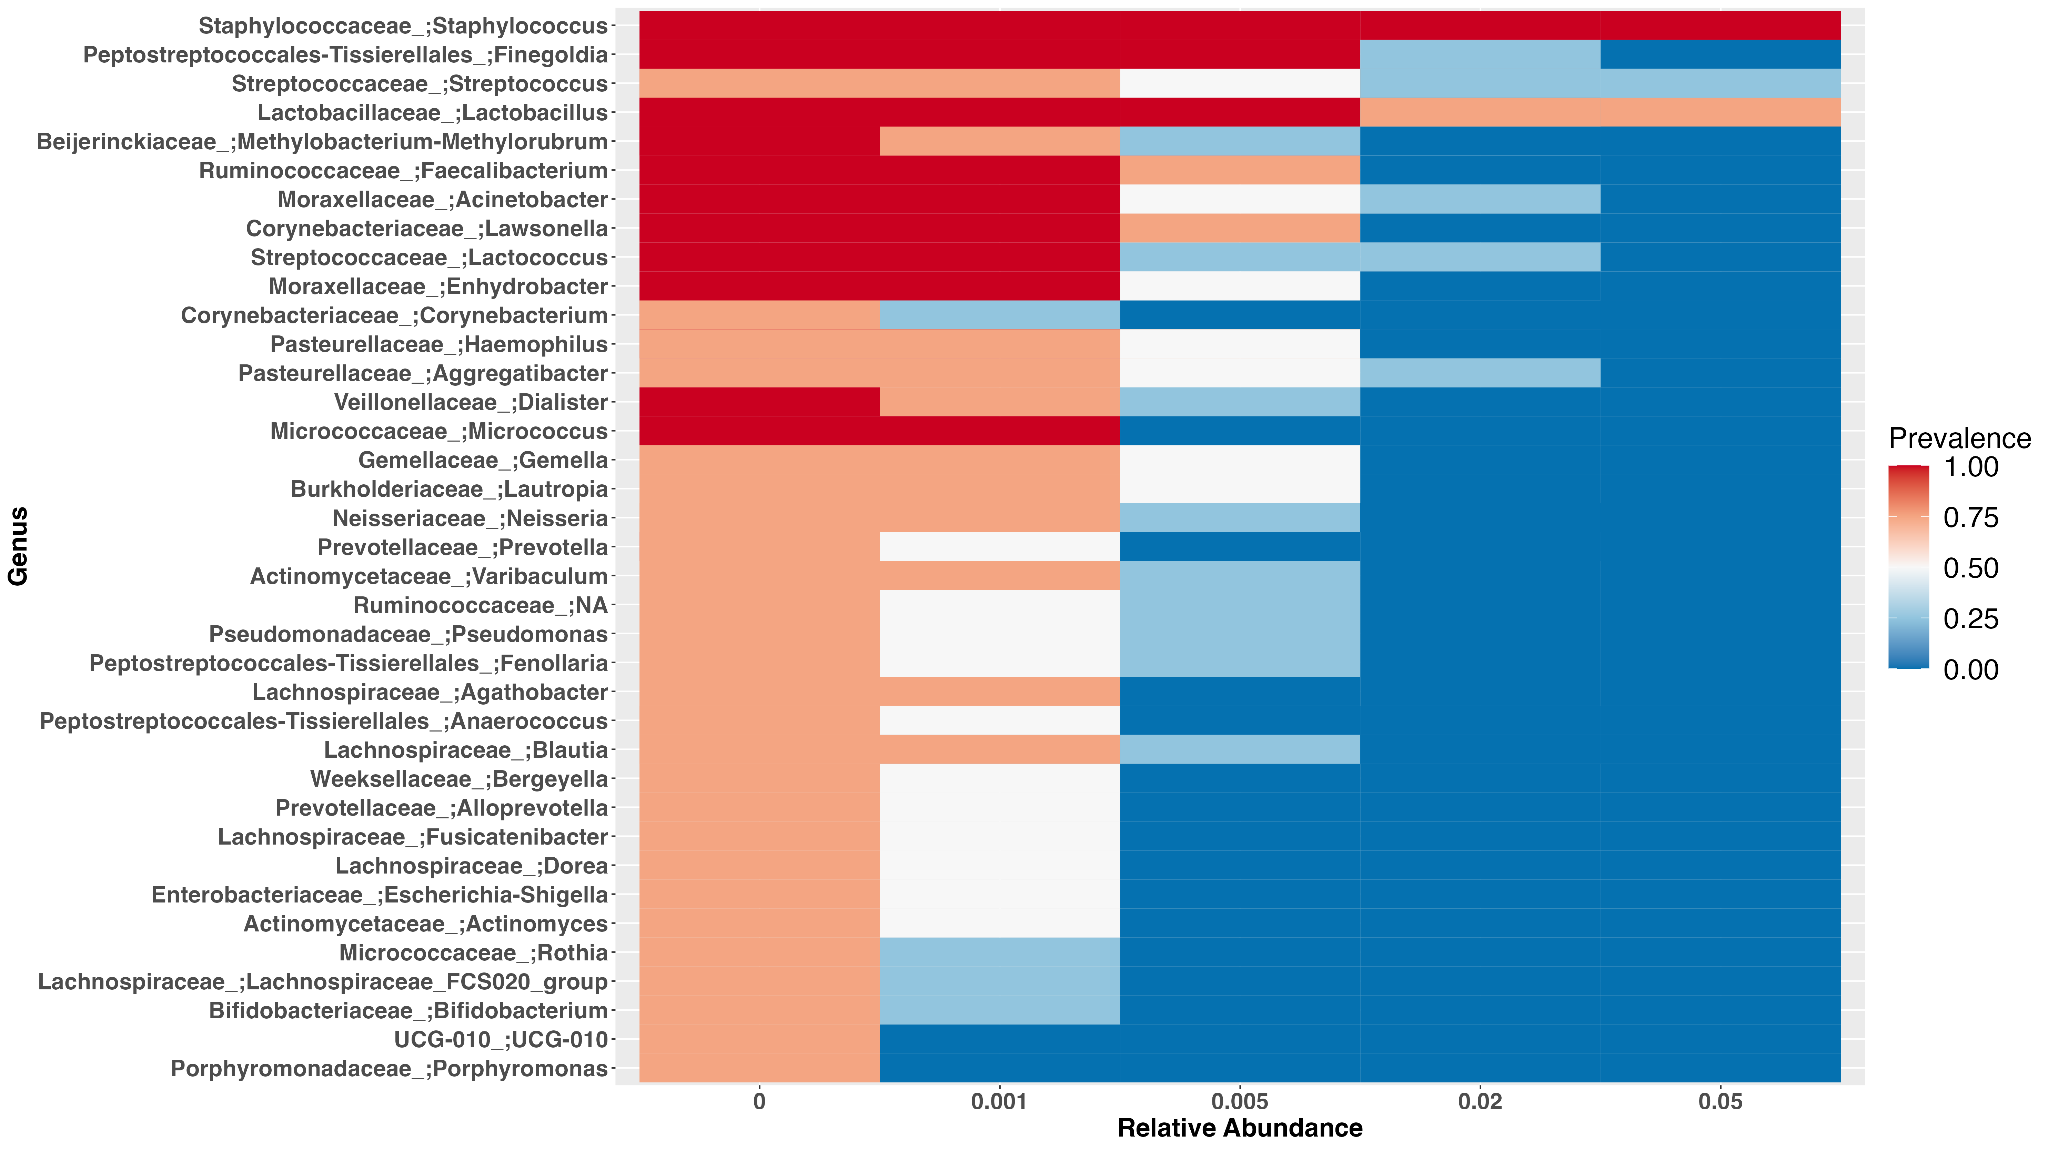 Staphylococcaceae_;Staphylococcus
Peptostreptococcales-Tissierellales_;Finegoldia
Streptococcaceae_;Streptococcus
Lactobacillaceae_;Lactobacillus
Beijerinckiaceae_;Methylobacterium-Methylorubrum
Ruminococcaceae_;Faecalibacterium
Moraxellaceae_;Acinetobacter
Corynebacteriaceae_;Lawsonella
Streptococcaceae_;Lactococcus
Moraxellaceae_;Enhydrobacter
Corynebacteriaceae_;Corynebacterium
Pasteurellaceae_;Haemophilus
Pasteurellaceae_;Aggregatibacter
Veillonellaceae_;Dialister
Micrococcaceae_;Micrococcus
Gemellaceae_;Gemella
Burkholderiaceae_;Lautropia
Neisseriaceae_;Neisseria
Prevotellaceae_;Prevotella
Actinomycetaceae_;Varibaculum
Ruminococcaceae_;NA
Pseudomonadaceae_;Pseudomonas
Peptostreptococcales-Tissierellales_;Fenollaria
Lachnospiraceae_;Agathobacter
Peptostreptococcales-Tissierellales_;Anaerococcus
Lachnospiraceae_;Blautia
Weeksellaceae_;Bergeyella
Prevotellaceae_;Alloprevotella
Lachnospiraceae_;Fusicatenibacter
Lachnospiraceae_;Dorea
Enterobacteriaceae_;Escherichia-Shigella
Actinomycetaceae_;Actinomyces
Micrococcaceae_;Rothia
Lachnospiraceae_;Lachnospiraceae_FCS020_group
Bifidobacteriaceae_;Bifidobacterium
UCG-010_;UCG-010
Porphyromonadaceae_;Porphyromonas
Genus
0 0.001 0.005 0.02 0.05
Relative Abundance
Prevalence
1.00
0.75
0.50
0.25
0.00